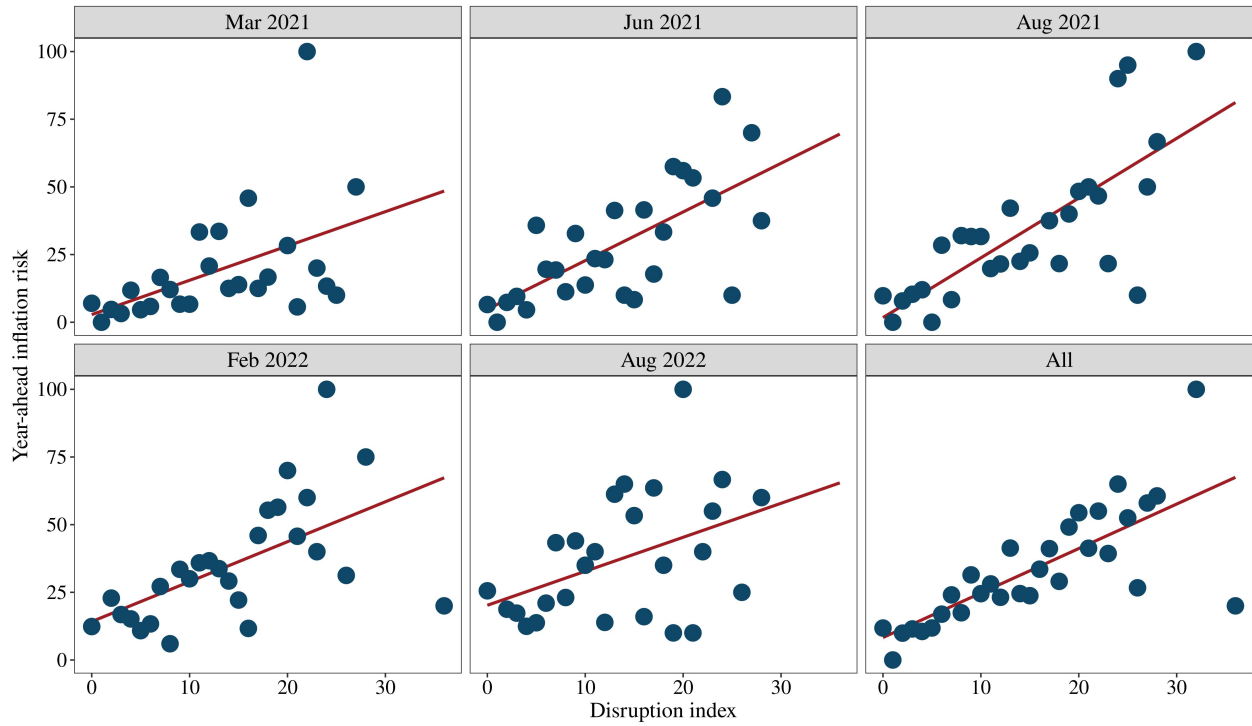 Mar 2021
Jun 2021
Aug 2021
100
75
50
25
0
Feb 2022
Aug 2022
All
100
75
50
25
0
0 10 20 30
0 10 20 30
0 10 20 30
Year-ahead inflation risk
Disruption index